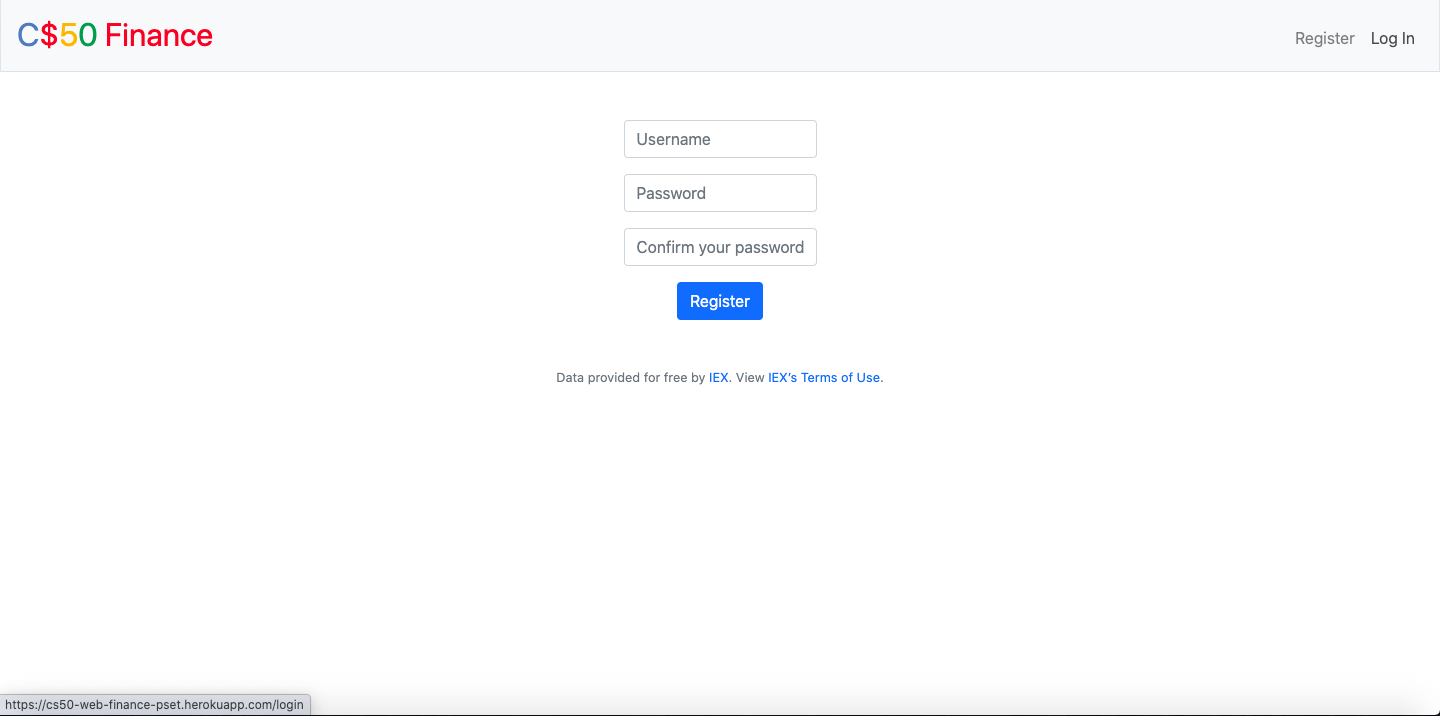 C$50 Finance
Register Log In
Username
Password
Confirm your password
Register
Data provided for free by IEX. View IEX’s Terms of Use.
https://cs50-web-finance-pset.herokuapp.com/login